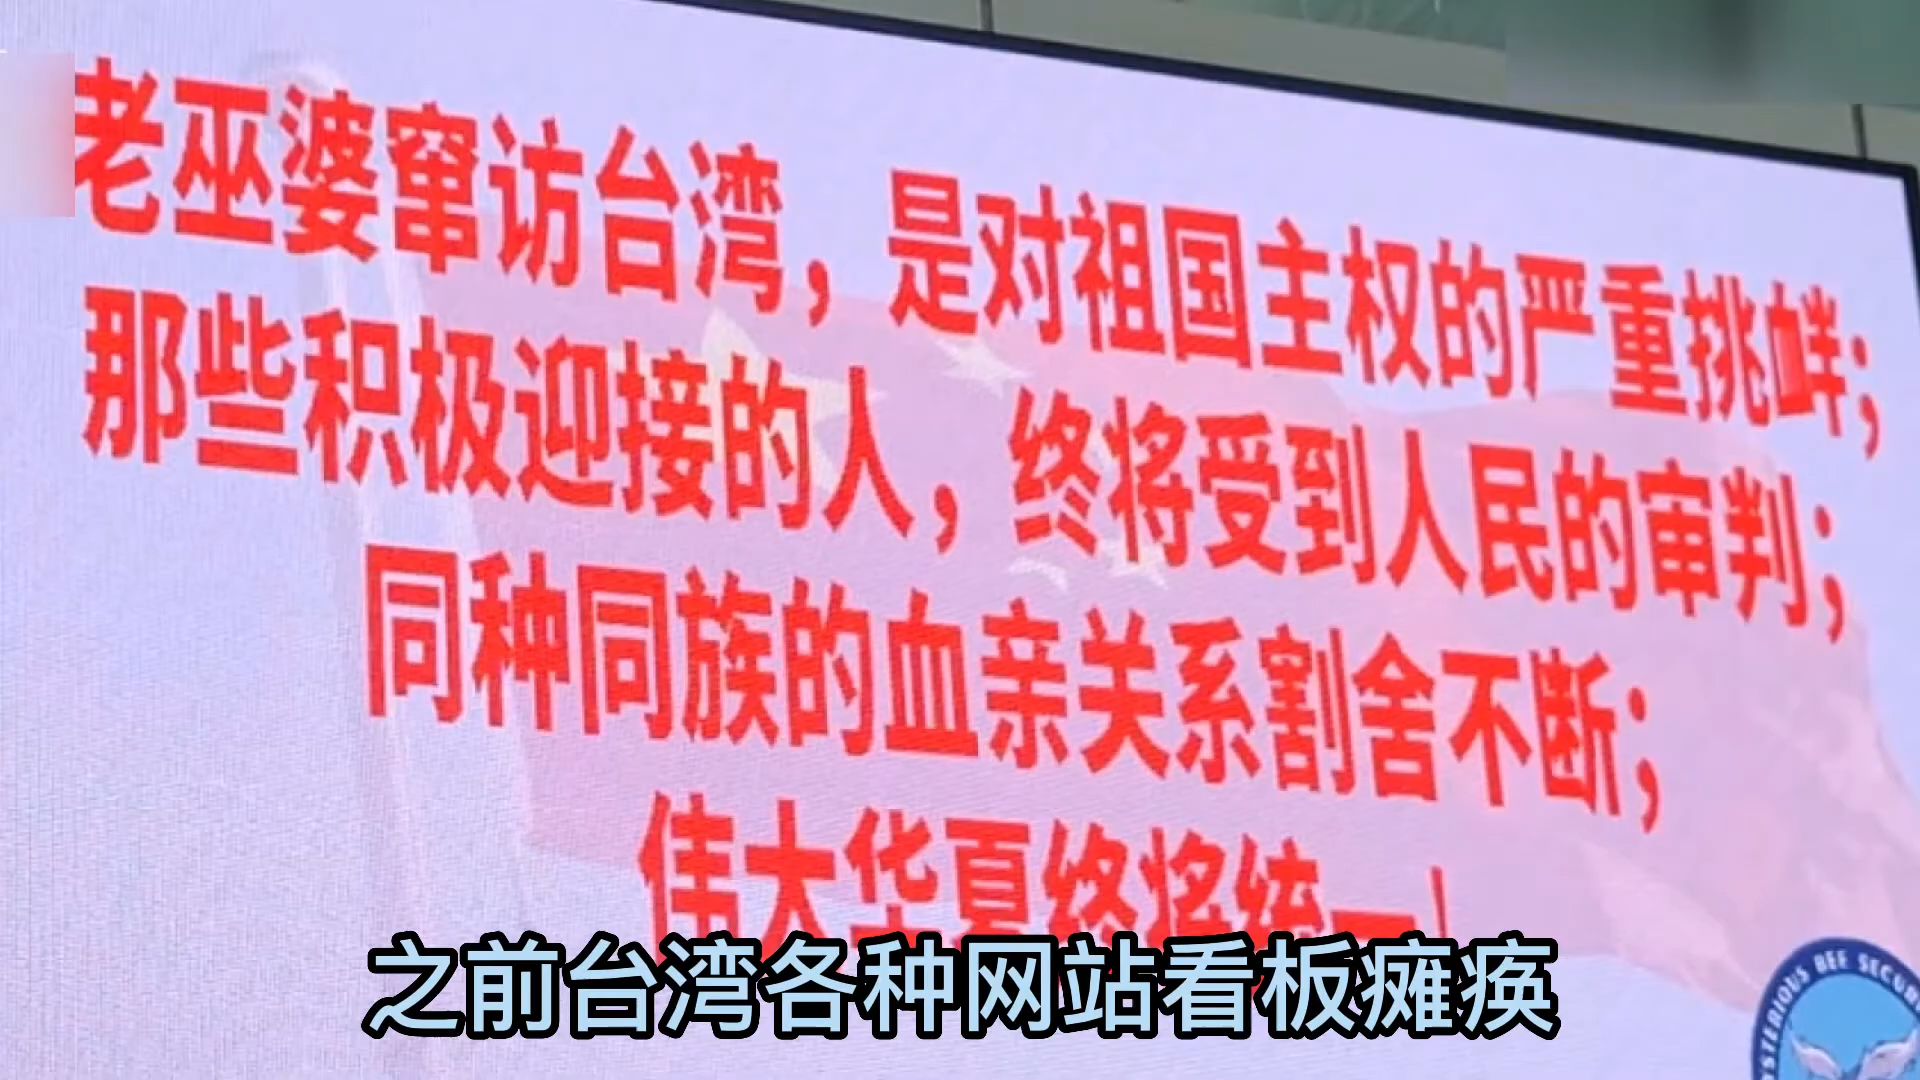 老巫婆窜访台湾，是对祖国主权的严重挑衅；
那些积极迎接的人，终将受到人民的审判；
同种同族的血亲关系割舍不断；
伟大华夏终将统一！
之前台湾各种网站看板瘫痪
YSTERIOUS BEE SECUR